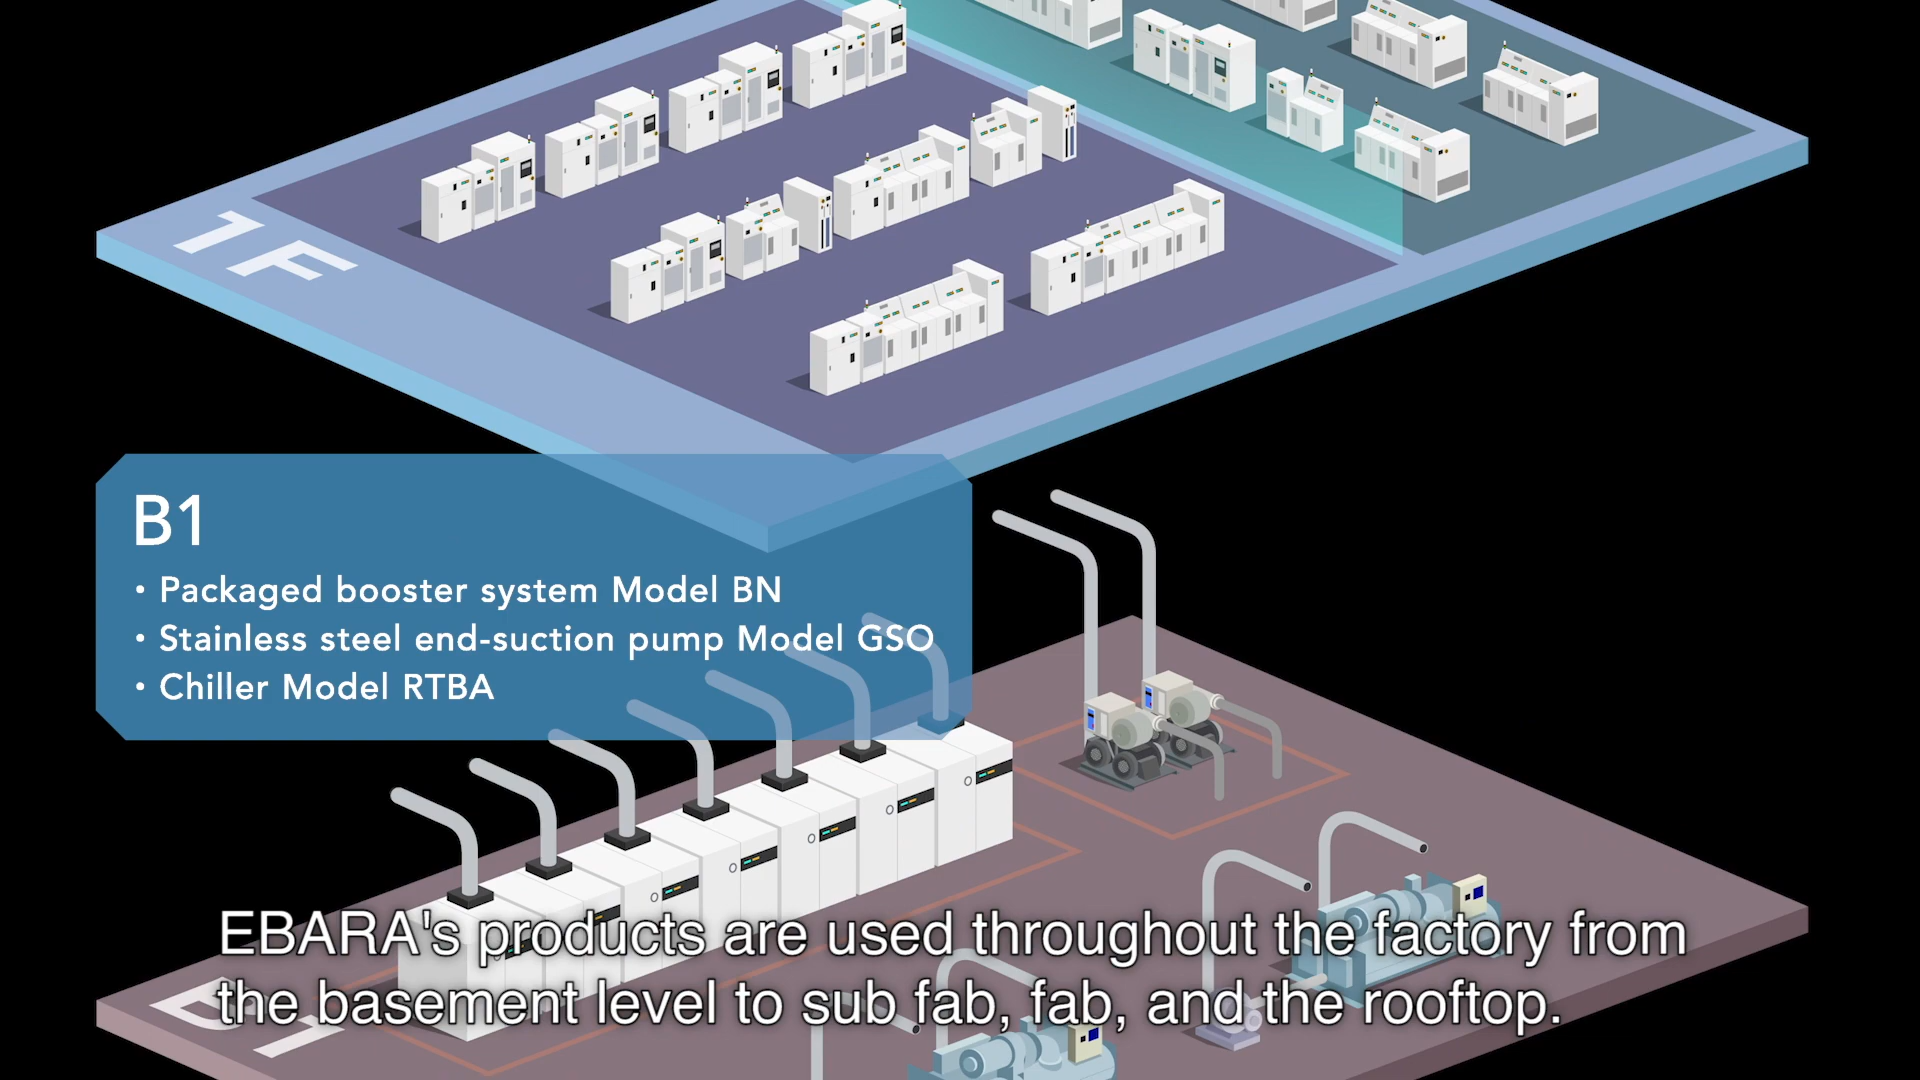 1F
B1
• Packaged booster system Model BN
• Stainless steel end-suction pump Model GSO
• Chiller Model RTBA
B1
EBARA's products are used throughout the factory from
the basement level to sub fab, fab, and the rooftop.